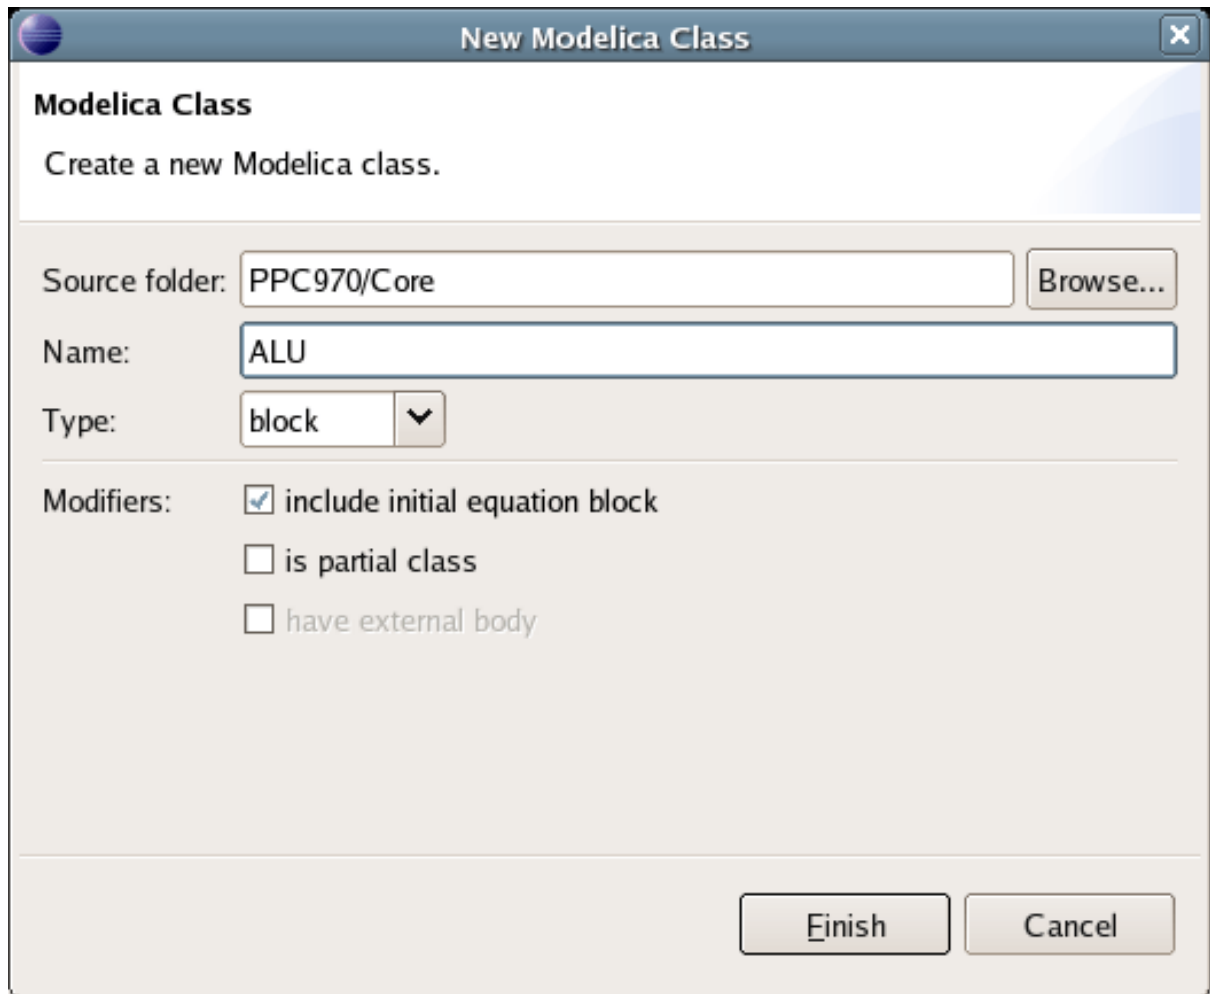 New Modelica Class
Modelica Class
Create a new Modelica class.
Source folder: PPC970/Core Browse...
Name: ALU
Type: block
Modifiers: include initial equation block
is partial class
have external body
Finish Cancel